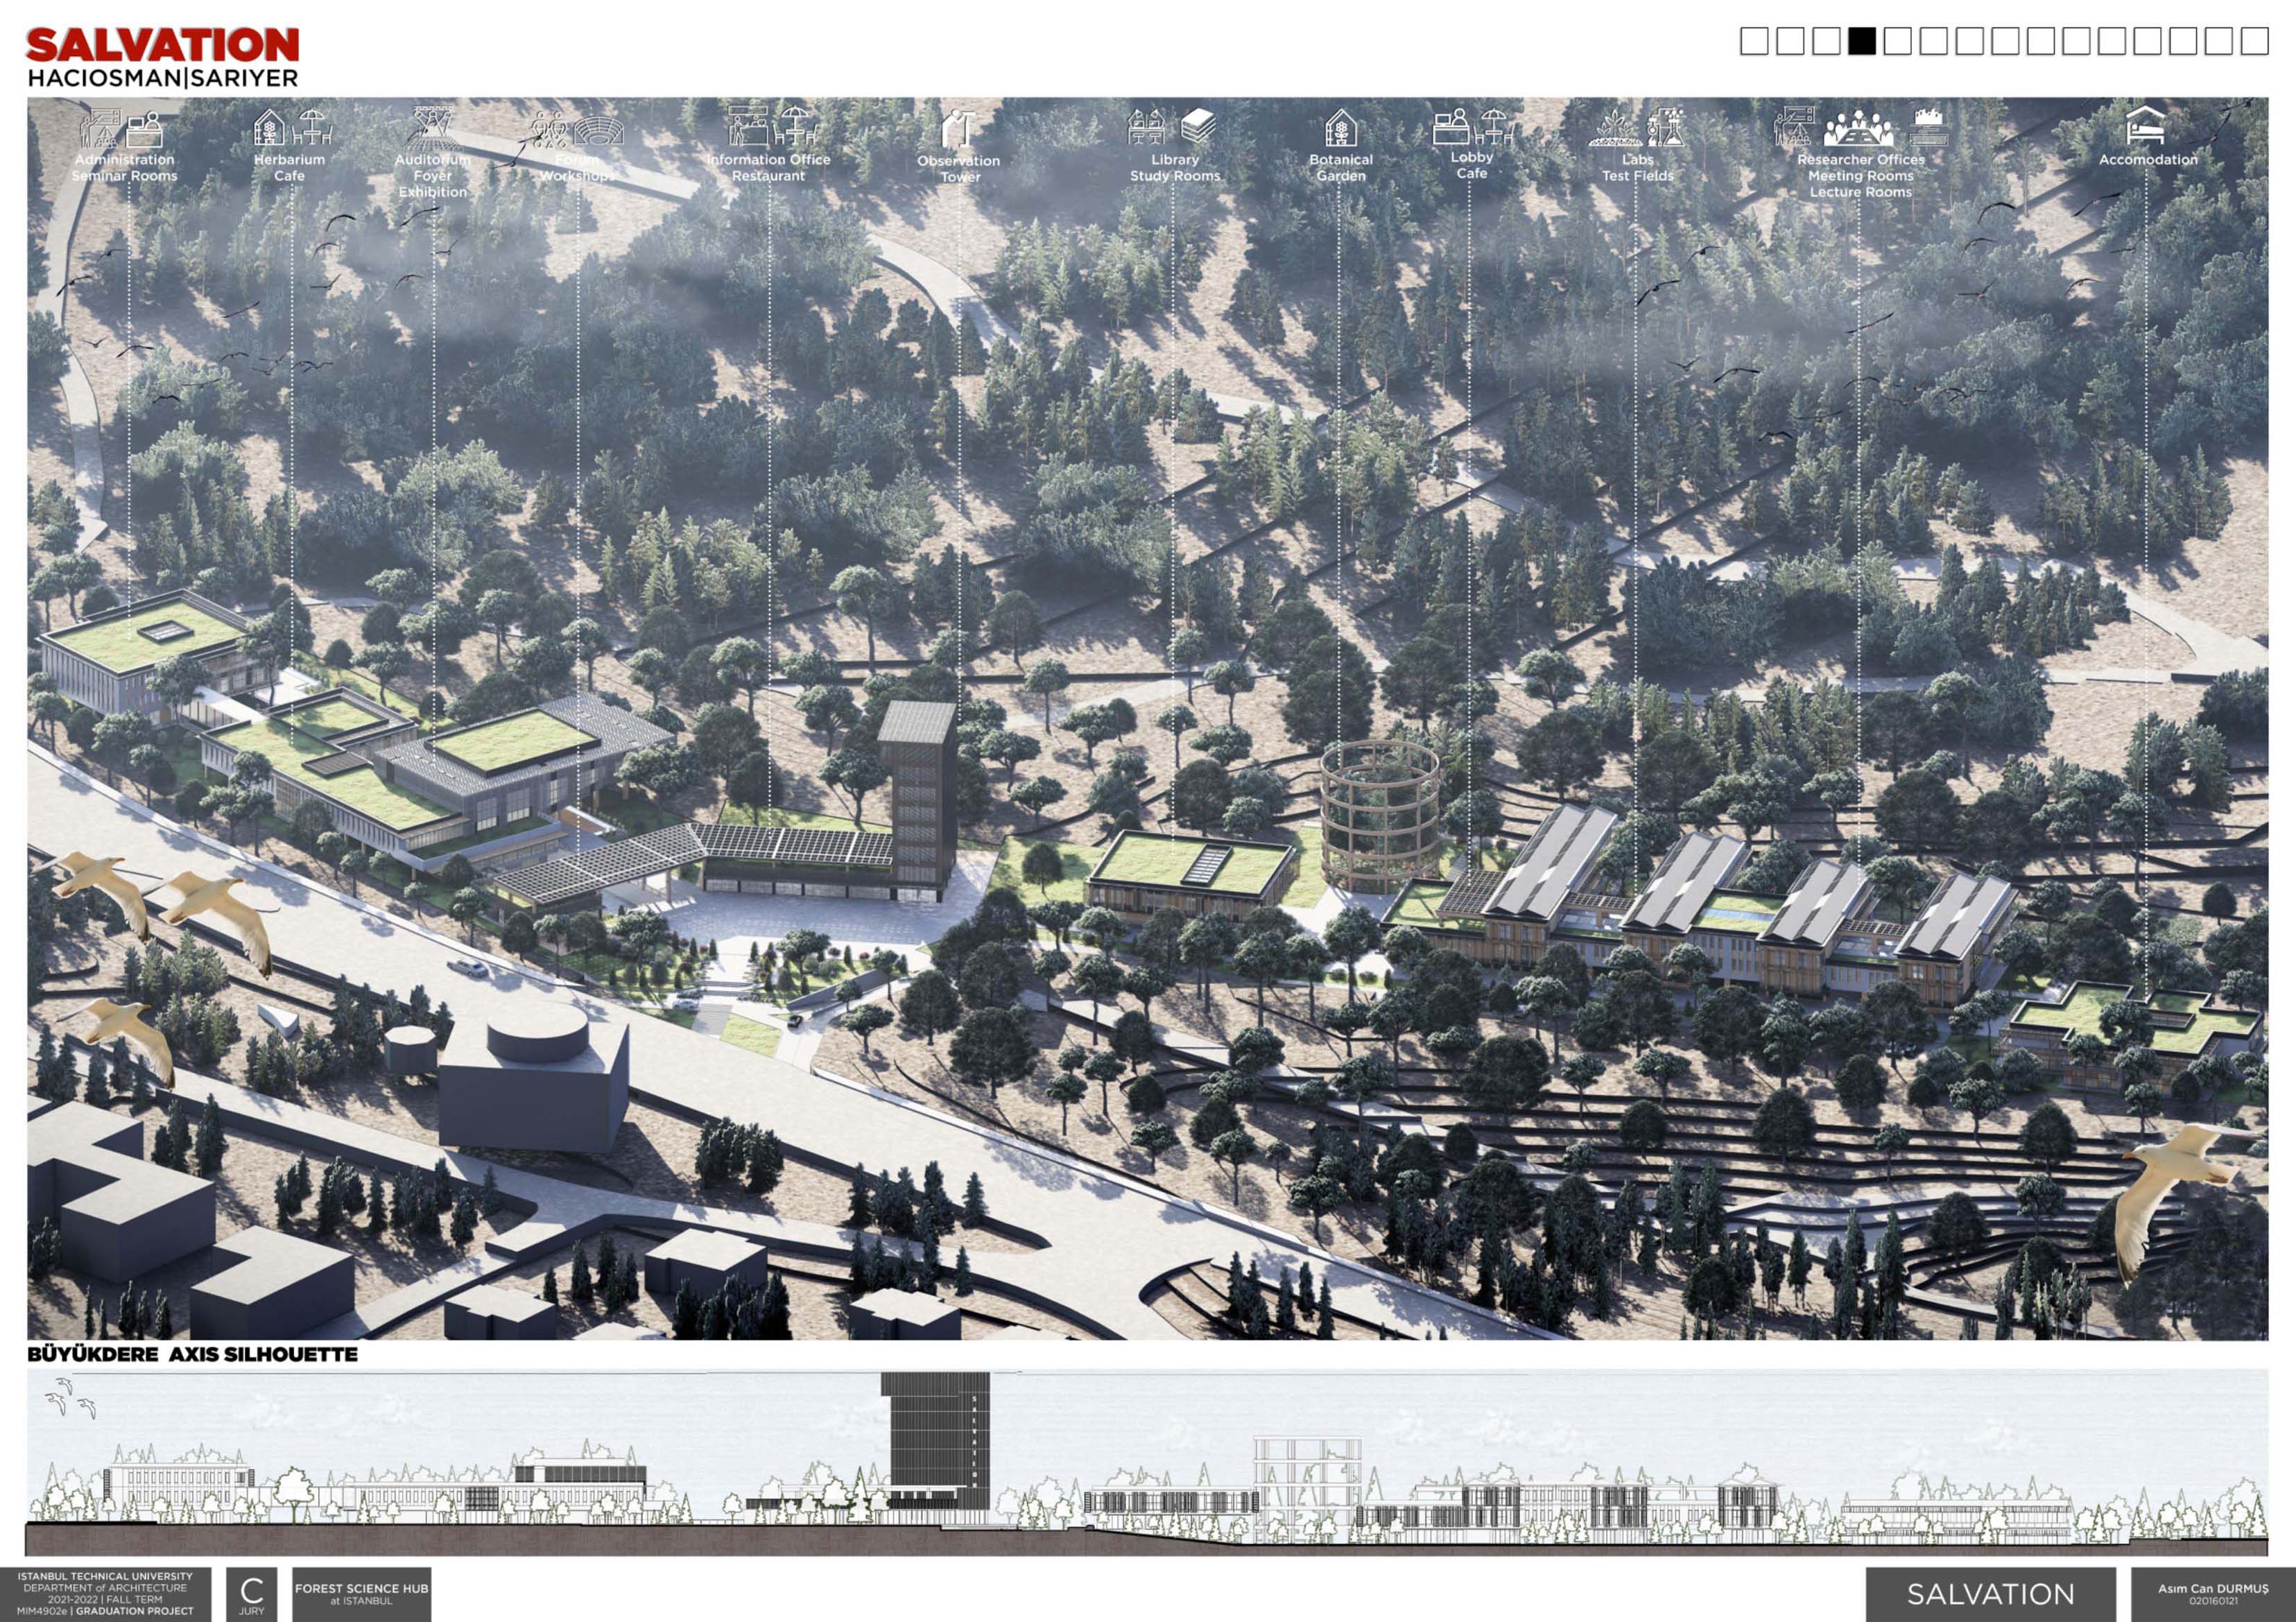 SALVATION
HACIOSMAN|SARIYER
Administration
Seminar Rooms
Herbarium
Cafe
Auditorium
Foyer
Exhibition
Forum
Workshops
Information Office
Restaurant
Observation
Tower
Library
Study Rooms
Botanical
Garden
Lobby
Cafe
Labs
Test Fields
Researcher Offices
Meeting Rooms
Lecture Rooms
Accomodation
BÜYÜKDERE AXIS SILHOUETTE
SALVATION
ISTANBUL TECHNICAL UNIVERSITY
DEPARTMENT of ARCHITECTURE
2021-2022 | FALL TERM
MIM4902e | GRADUATION PROJECT
C
JURY
FOREST SCIENCE HUB
at ISTANBUL
SALVATION
Asım Can DURMUŞ
020160121